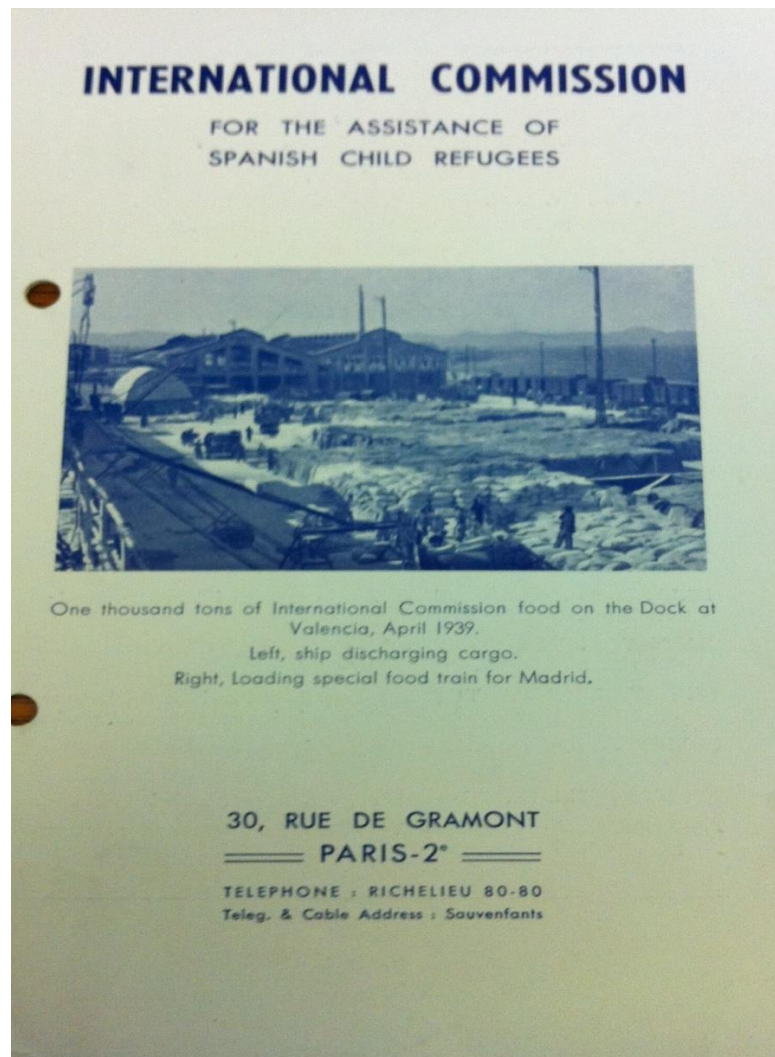 INTERNATIONAL COMMISSION
FOR THE ASSISTANCE OF
SPANISH CHILD REFUGEES
One thousand tons of International Commission food on the Dock at
Valencia, April 1939.
Left, ship discharging cargo.
Right, Loading special food train for Madrid.
30, RUE DE GRAMONT
PARIS-2e
TELEPHONE : RICHELIEU 80-80
Teleg. & Cable Address : Sauvenfants